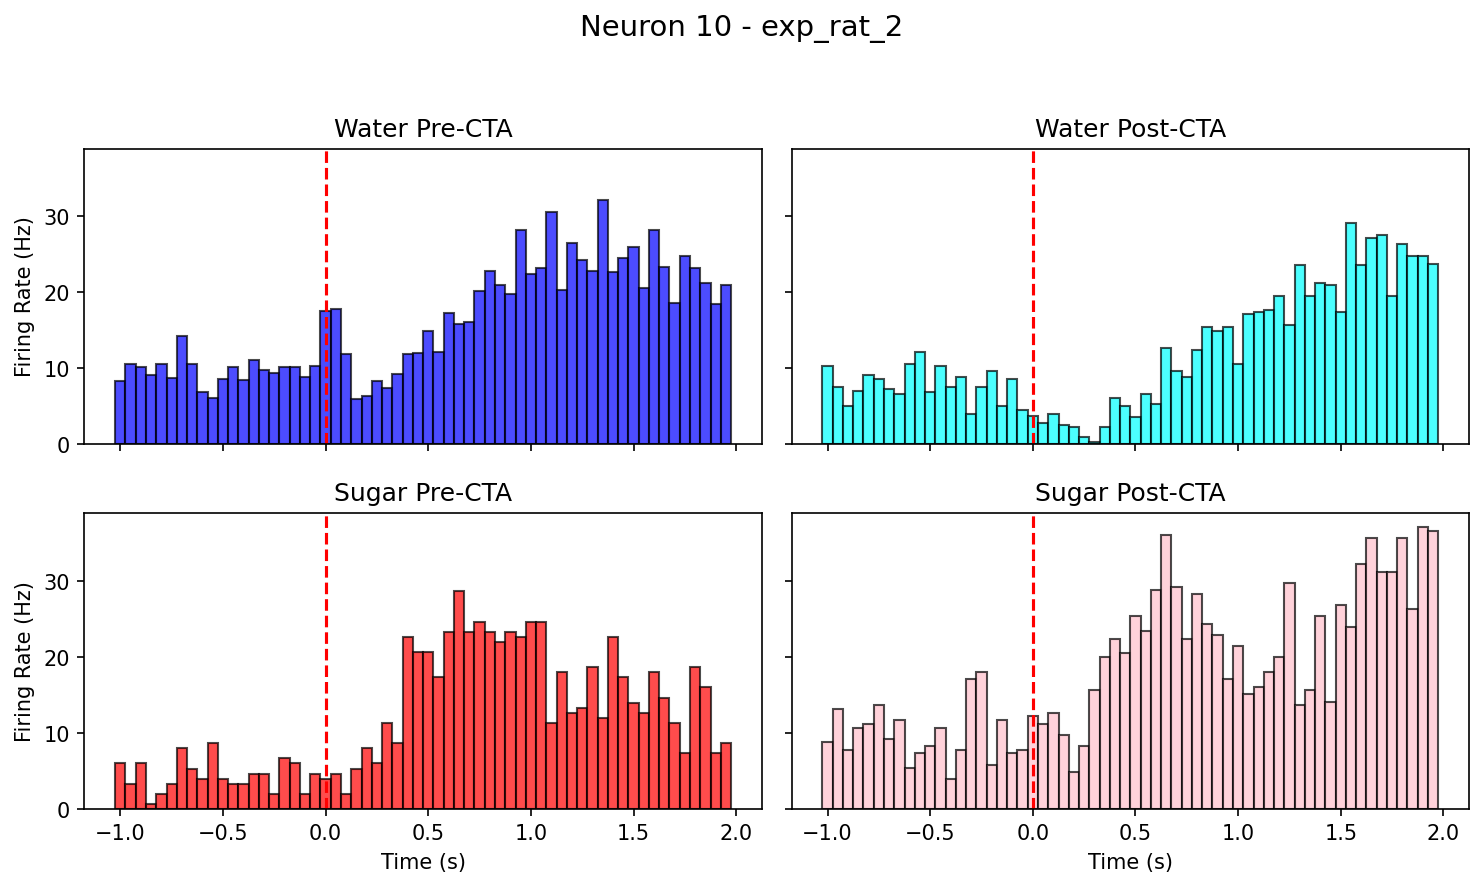 Neuron 10 - exp_rat_2
Water Pre-CTA
Water Post-CTA
Firing Rate (Hz)
30
20
10
0
Sugar Pre-CTA
Sugar Post-CTA
Firing Rate (Hz)
30
20
10
0
−1.0 −0.5 0.0 0.5 1.0 1.5 2.0
−1.0 −0.5 0.0 0.5 1.0 1.5 2.0
Time (s)
Time (s)